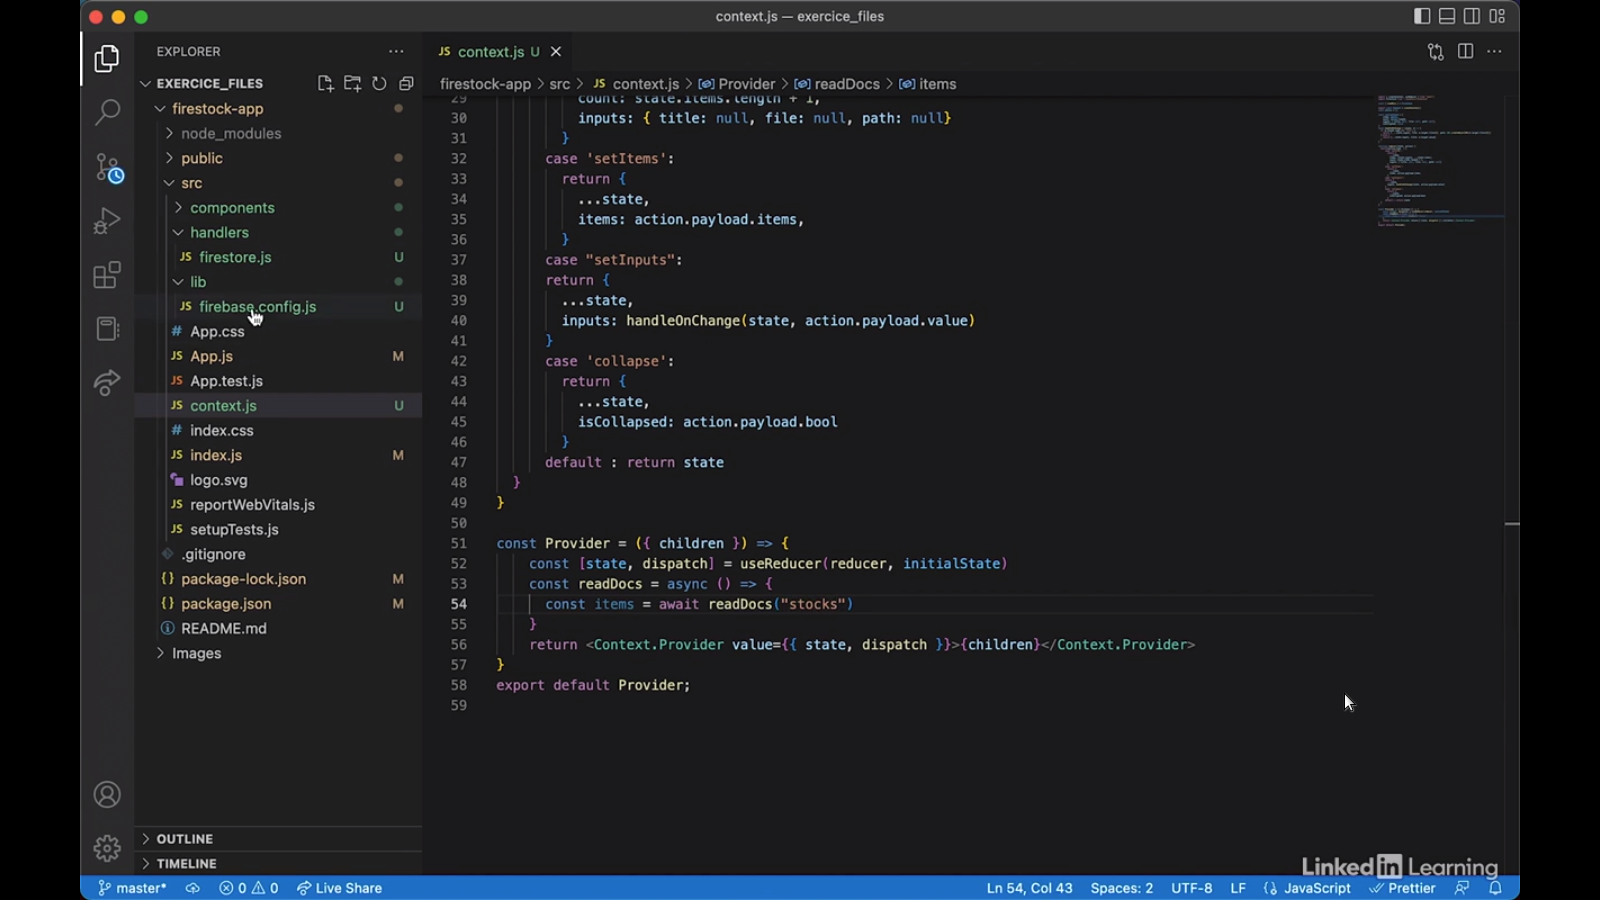 context.js — exercice_files
EXPLORER
EXERCICE_FILES
firestock-app
node_modules
public
src
components
handlers
JS firestore.js U
lib
JS firebase.config.js U
# App.css
JS App.js M
JS App.test.js
JS context.js U
# index.css
JS index.js M
logo.svg
JS reportWebVitals.js
JS setupTests.js
.gitignore
{} package-lock.json M
{} package.json M
README.md
Images
OUTLINE
TIMELINE
JS context.js U
firestock-app > src > JS context.js > Provider > readDocs > items
29 count: state.items.length + 1,
30 inputs: { title: null, file: null, path: null}
31 }
32 case 'setItems':
33 return {
34 ...state,
35 items: action.payload.items,
36 }
37 case "setInputs":
38 return {
39 ...state,
40 inputs: handleOnChange(state, action.payload.value)
41 }
42 case 'collapse':
43 return {
44 ...state,
45 isCollapsed: action.payload.bool
46 }
47 default : return state
48 }
49 }
50
51 const Provider = ({ children }) => {
52 const [state, dispatch] = useReducer(reducer, initialState)
53 const readDocs = async () => {
54 const items = await readDocs("stocks")
55 }
56 return <Context.Provider value={{ state, dispatch }}>{children}</Context.Provider>
57 }
58 export default Provider;
59
LinkedIn Learning
master* 0 0 Live Share Ln 54, Col 43 Spaces: 2 UTF-8 LF {} JavaScript Prettier